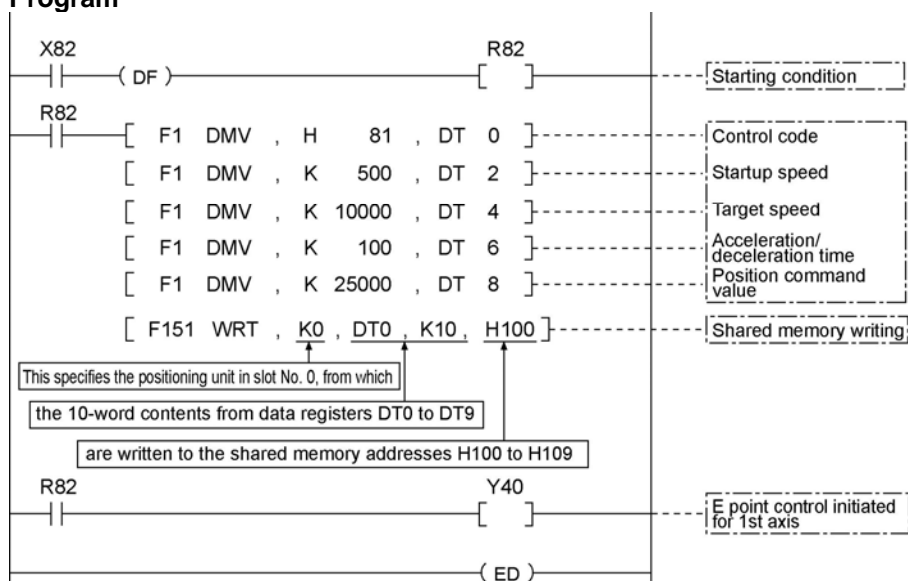 Program
X82 R82
( DF ) [ ] Starting condition
R82
[ F1 DMV , H 81 , DT 0 ] Control code
[ F1 DMV , K 500 , DT 2 ] Startup speed
[ F1 DMV , K 10000 , DT 4 ] Target speed
[ F1 DMV , K 100 , DT 6 ] Acceleration/
deceleration time
[ F1 DMV , K 25000 , DT 8 ] Position command
value
[ F151 WRT , K0 , DT0 , K10 , H100 ] Shared memory writing
This specifies the positioning unit in slot No. 0, from which
the 10-word contents from data registers DT0 to DT9
are written to the shared memory addresses H100 to H109
R82 Y40
[ ] E point control initiated
for 1st axis
( ED )